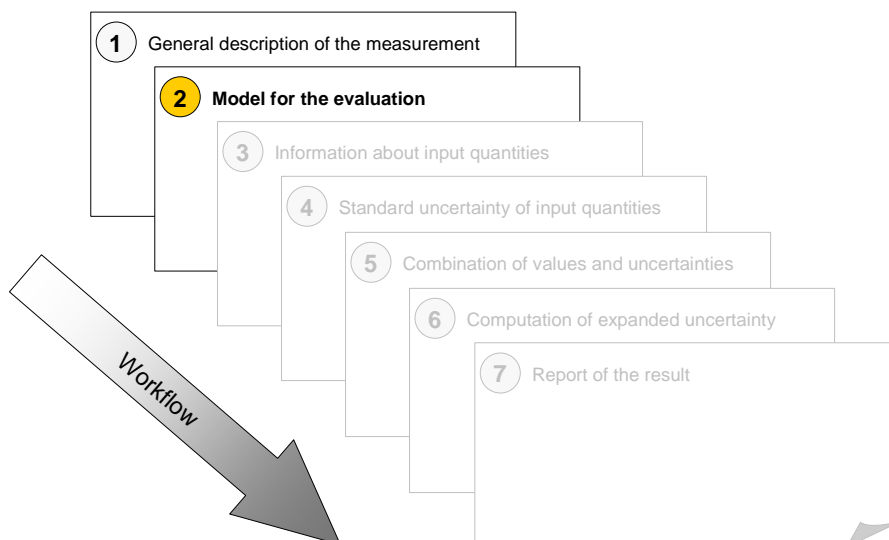 1 General description of the measurement
2 Model for the evaluation
3 Information about input quantities
4 Standard uncertainty of input quantities
5 Combination of values and uncertainties
6 Computation of expanded uncertainty
7 Report of the result
Workflow